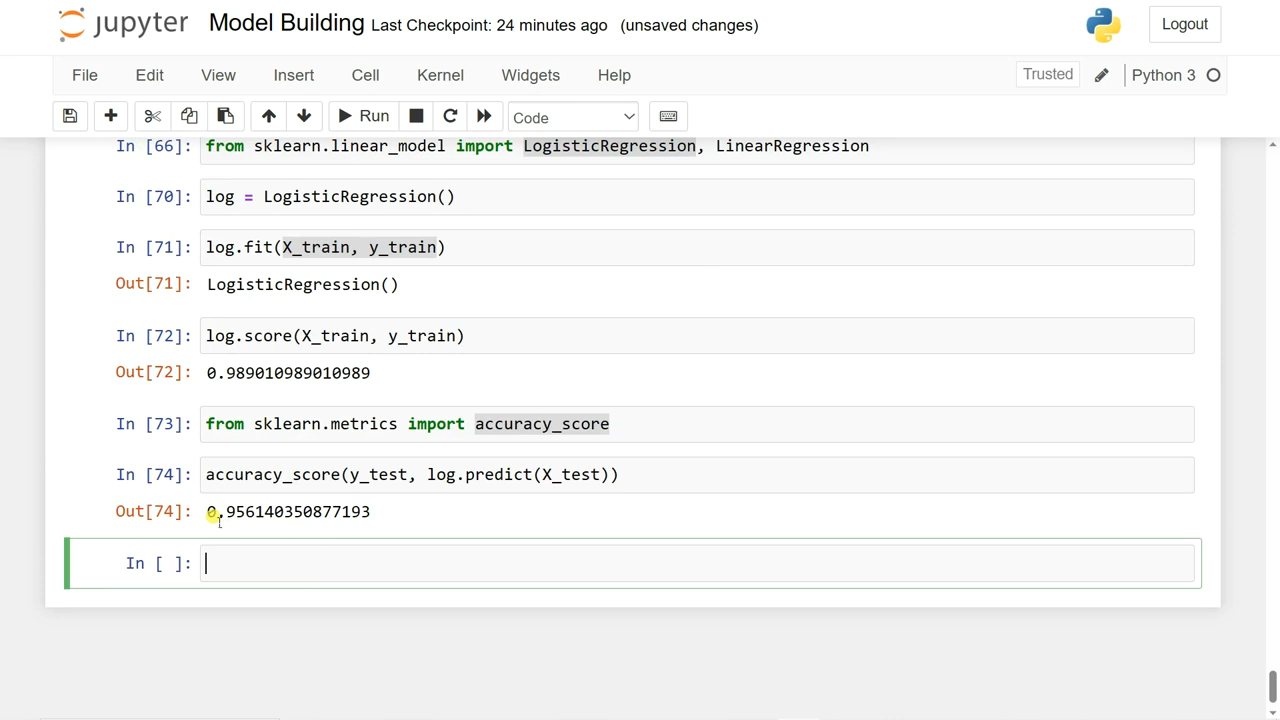 jupyter Model Building Last Checkpoint: 24 minutes ago (unsaved changes) Logout
File Edit View Insert Cell Kernel Widgets Help Trusted Python 3
Run Code
In [66]: from sklearn.linear_model import LogisticRegression, LinearRegression
In [70]: log = LogisticRegression()
In [71]: log.fit(X_train, y_train)
Out[71]: LogisticRegression()
In [72]: log.score(X_train, y_train)
Out[72]: 0.989010989010989
In [73]: from sklearn.metrics import accuracy_score
In [74]: accuracy_score(y_test, log.predict(X_test))
Out[74]: 0.956140350877193
In [ ]: